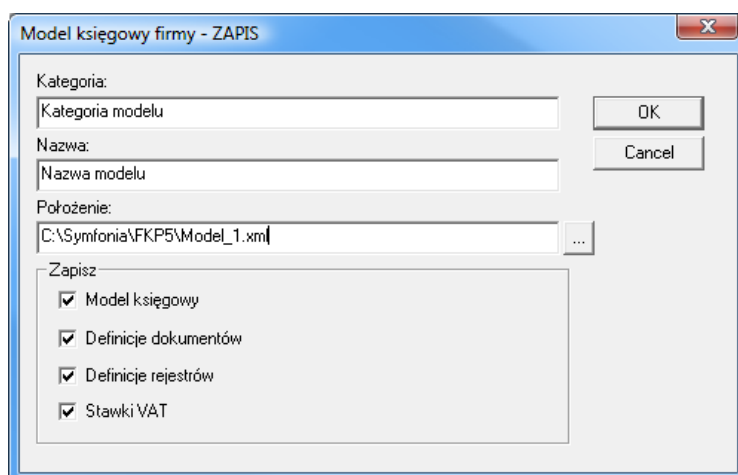 Model księgowy firmy - ZAPIS
Kategoria:
Kategoria modelu
OK
Nazwa:
Cancel
Nazwa modelu
Położenie:
C:\Symfonia\FKP5\Model_1.xml
...
Zapisz
Model księgowy
Definicje dokumentów
Definicje rejestrów
Stawki VAT